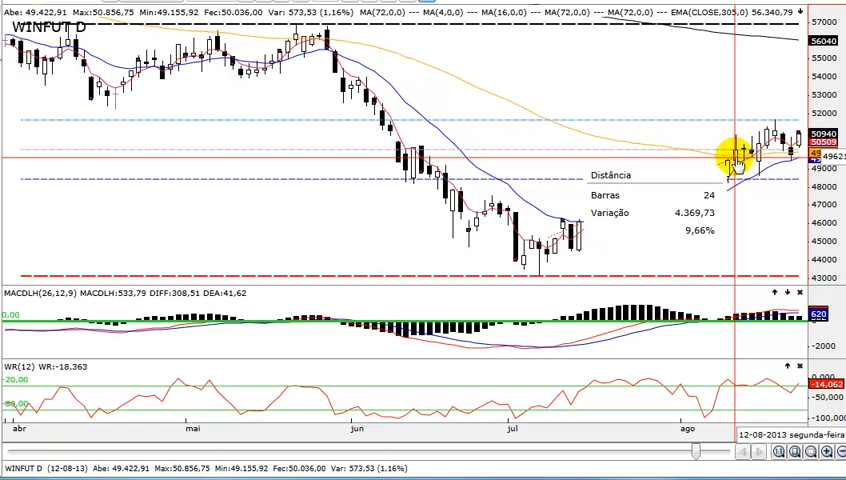 Abe: 49.422,91 Max:50.856,75 Min:49.155,92 Fec:50.036,00 Var: 573,53 (1,16%) MA(72,0,0) --- MA(4,0,0) --- MA(16,0,0) --- MA(72,0,0) --- MA(72,0,0) --- EMA(CLOSE,305,0) 56.340,79
WINFUT D
57000
56040
55000
54000
53000
52000
50940
50509
49621
49000
48000
47000
46000
45000
44000
43000
Distância
Barras 24
Variação 4.369,73
9,66%
MACDLH(26,12,9) MACDLH:533,79 DIFF:308,51 DEA:41,62
0,00
620
-2000
WR(12) WR:-18,363
-20,00
-80,00
0,000
-14,062
-50,000
-100,000
abr mai jun jul ago
12-08-2013 segunda-feira
WINFUT D (12-08-13) Abe: 49.422,91 Max:50.856,75 Min:49.155,92 Fec:50.036,00 Var: 573,53 (1,16%)